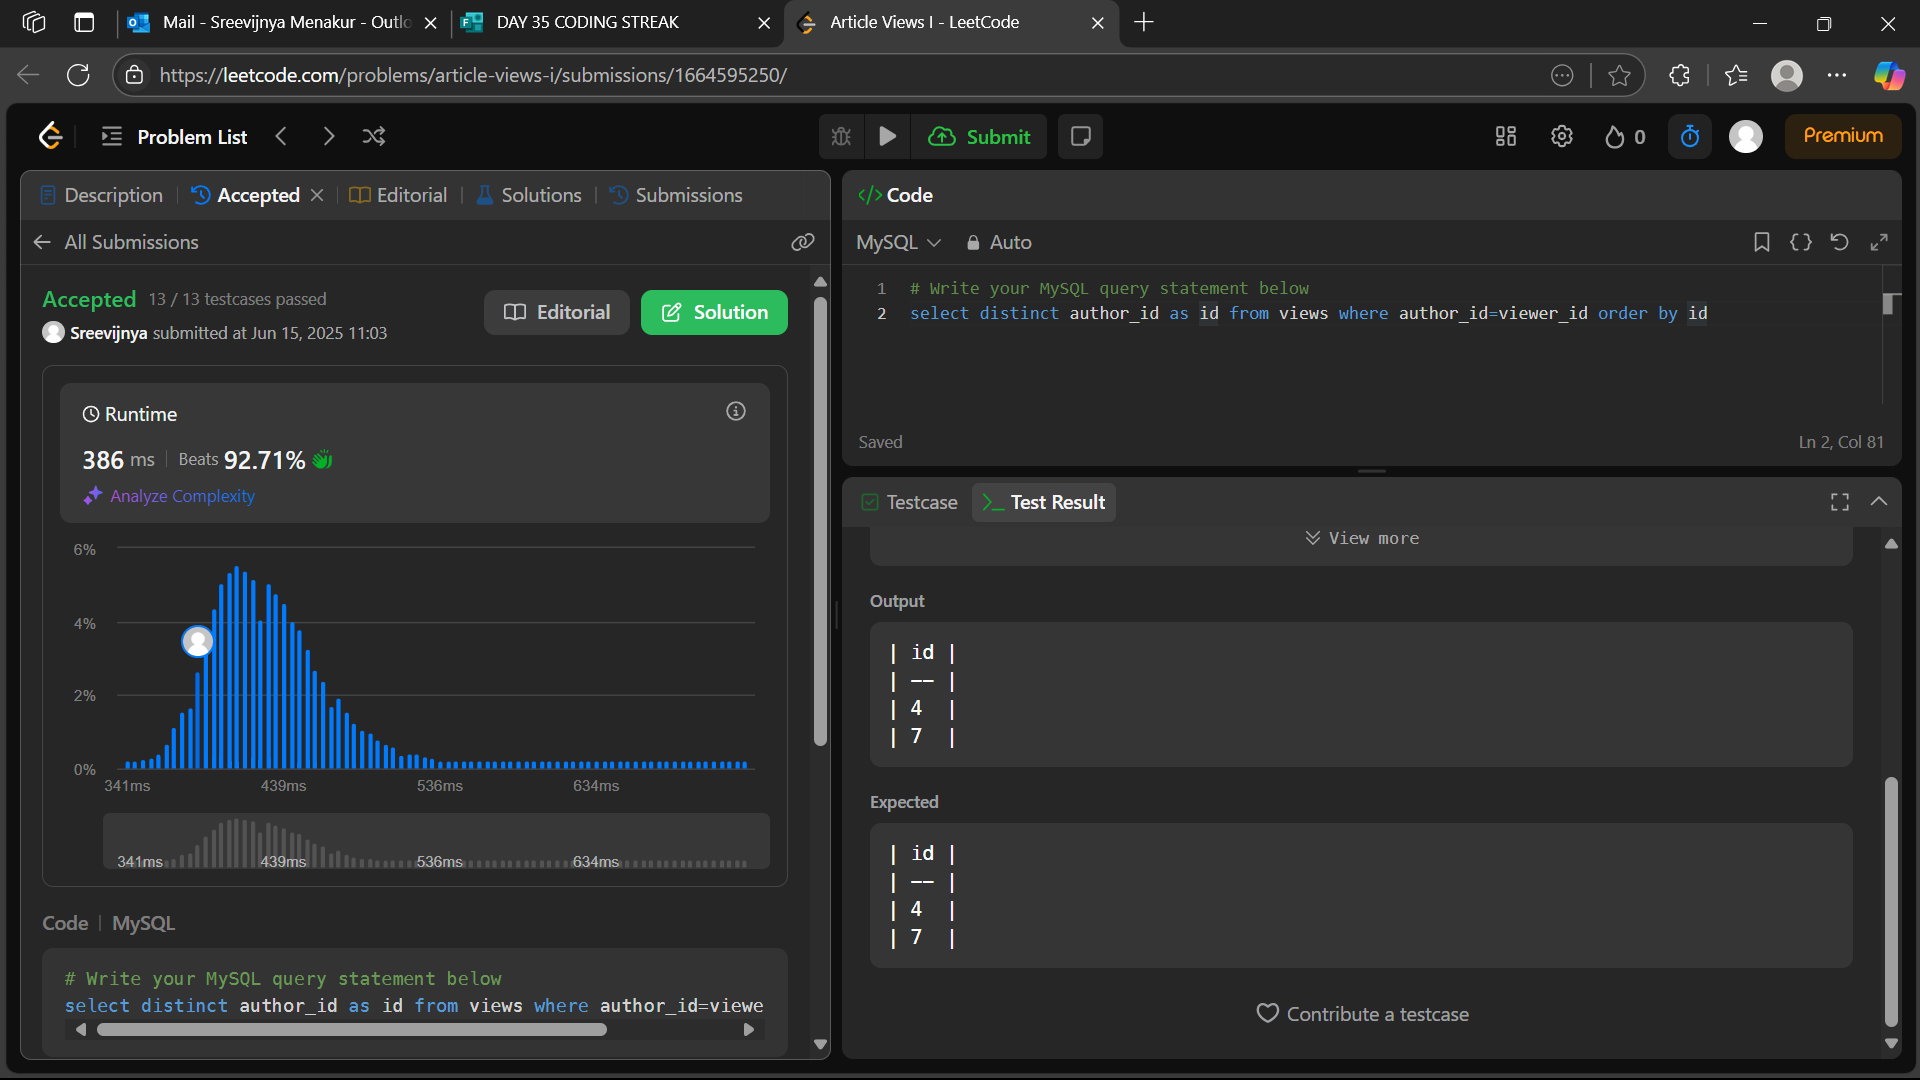 Mail - Sreevijnya Menakur - Outlo
DAY 35 CODING STREAK
Article Views I - LeetCode
https://leetcode.com/problems/article-views-i/submissions/1664595250/
Problem List
Submit
0
Premium
Description
Accepted
Editorial
Solutions
Submissions
All Submissions
Accepted 13 / 13 testcases passed
Sreevijnya submitted at Jun 15, 2025 11:03
Editorial
Solution
Runtime
386 ms
Beats 92.71%
Analyze Complexity
6%
4%
2%
0%
341ms 439ms 536ms 634ms
341ms 439ms 536ms 634ms
Code | MySQL
# Write your MySQL query statement below
select distinct author_id as id from views where author_id=viewe
</> Code
MySQL
Auto
1 # Write your MySQL query statement below
2 select distinct author_id as id from views where author_id=viewer_id order by id
Saved
Ln 2, Col 81
Testcase
Test Result
View more
Output
| id |
| -- |
| 4 |
| 7 |
Expected
| id |
| -- |
| 4 |
| 7 |
Contribute a testcase